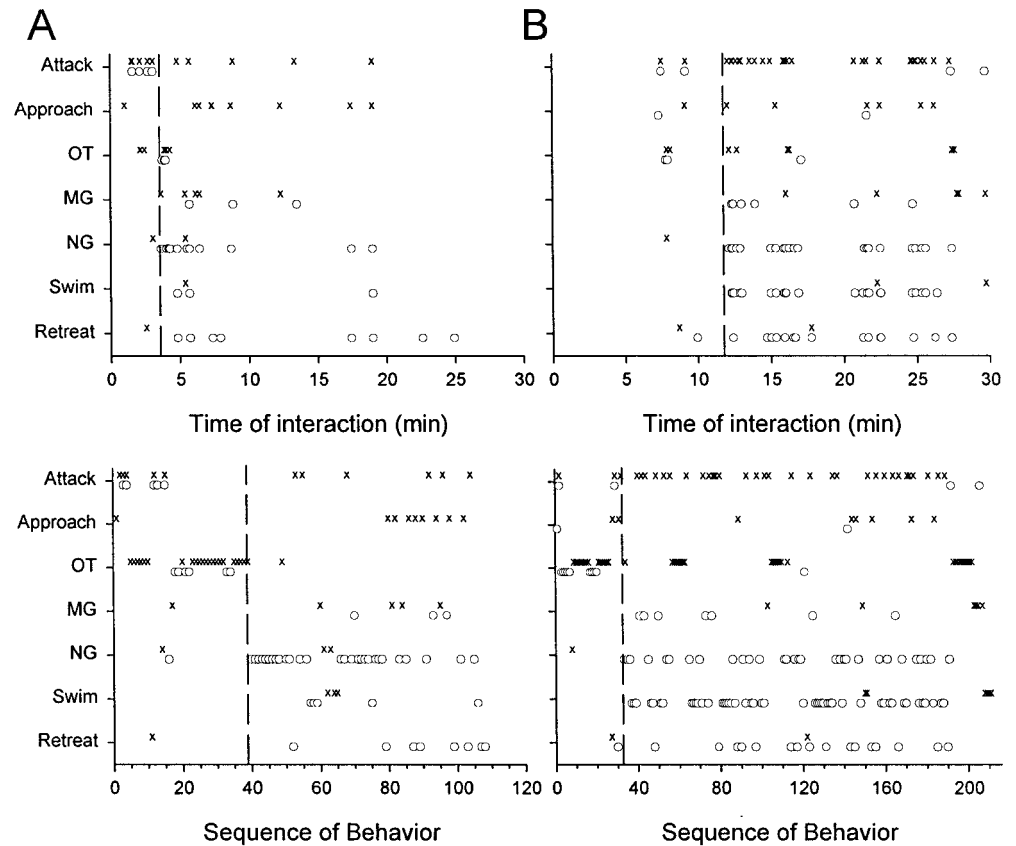 A B
Attack
Approach
OT
MG
NG
Swim
Retreat
0 5 10 15 20 25 30 0 5 10 15 20 25 30
Time of interaction (min) Time of interaction (min)
Attack
Approach
OT
MG
NG
Swim
Retreat
0 20 40 60 80 100 120 0 40 80 120 160 200
Sequence of Behavior Sequence of Behavior